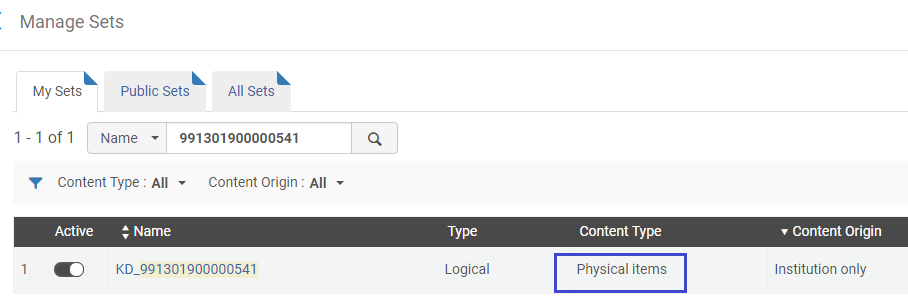 Manage Sets
My Sets Public Sets All Sets
1 - 1 of 1 Name 991301900000541
Content Type : All Content Origin : All
Active Name Type Content Type Content Origin
1 KD_991301900000541 Logical Physical items Institution only